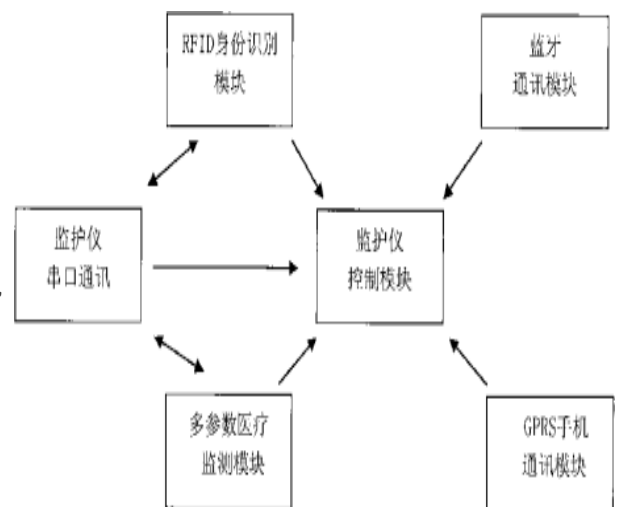 RFID身份识别
模块
蓝牙
通讯模块
监护仪
串口通讯
监护仪
控制模块
多参数医疗
监测模块
GPRS手机
通讯模块